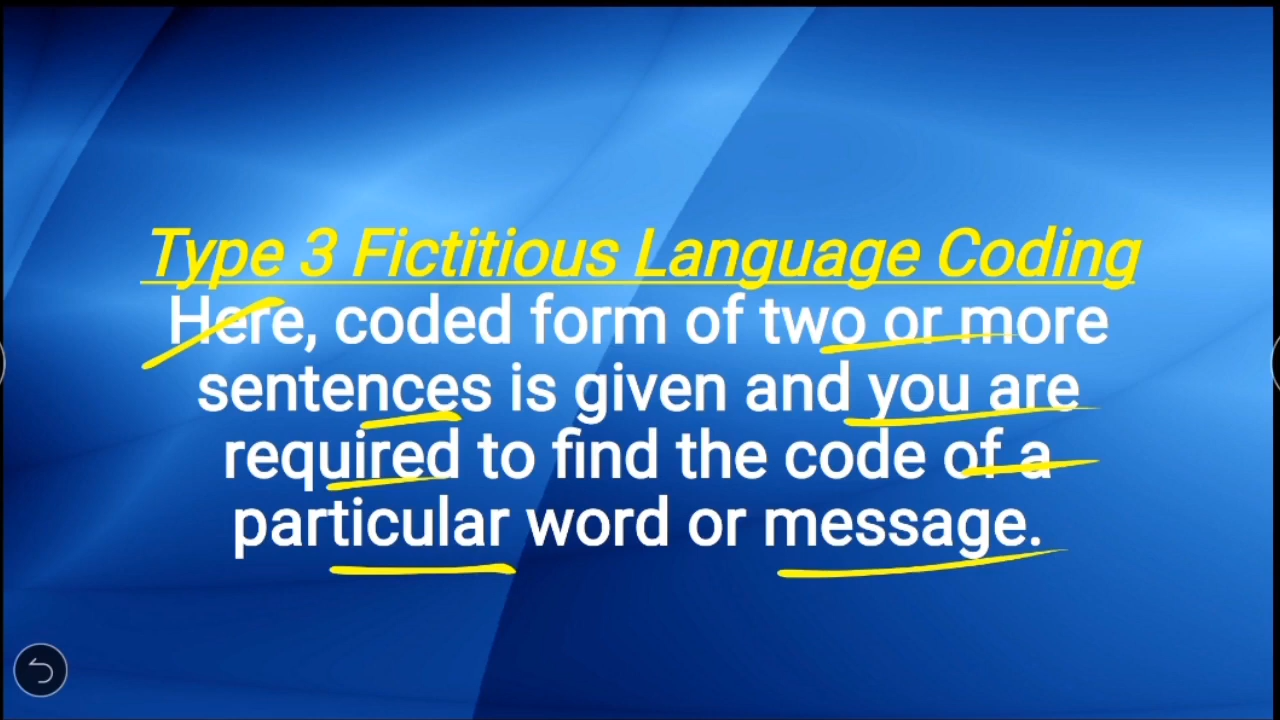 Type 3 Fictitious Language Coding
Here, coded form of two or more
sentences is given and you are
required to find the code of a
particular word or message.